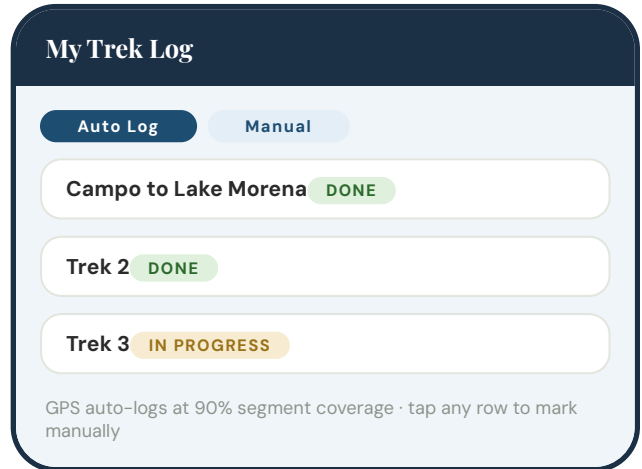 My Trek Log
Auto Log Manual
Campo to Lake Morena DONE
Trek 2 DONE
Trek 3 IN PROGRESS
GPS auto-logs at 90% segment coverage · tap any row to mark
manually